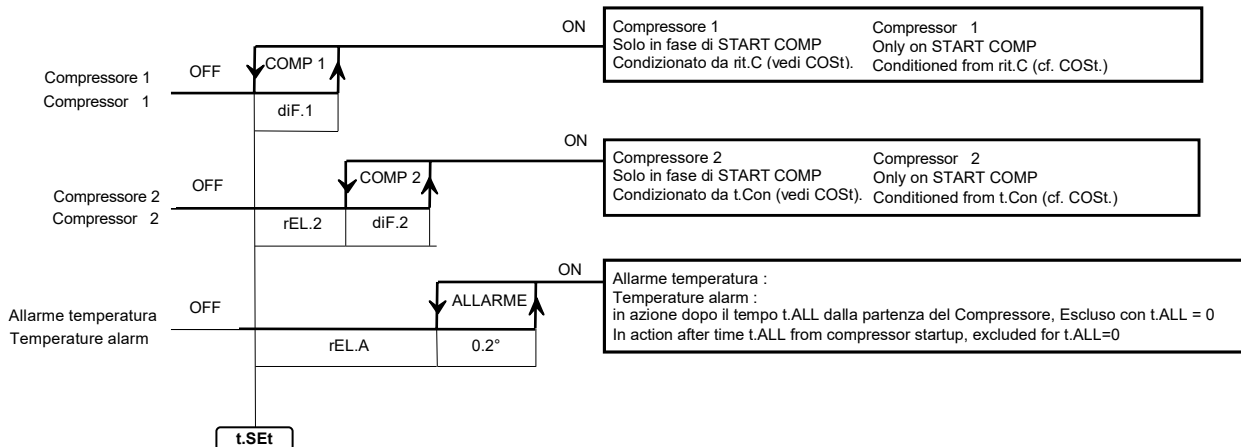 ON
Compressore 1
Compressor 1
Solo in fase di START COMP
Only on START COMP
Condizionato da rit.C (vedi COSt).
Conditioned from rit.C (cf. COSt.)
Compressore 1
Compressor 1
OFF
COMP 1
diF.1
ON
Compressore 2
Compressor 2
Solo in fase di START COMP
Only on START COMP
Condizionato da t.Con (vedi COSt).
Conditioned from t.Con (cf. COSt.)
Compressore 2
Compressor 2
OFF
COMP 2
rEL.2
diF.2
ON
Allarme temperatura :
Temperature alarm :
in azione dopo il tempo t.ALL dalla partenza del Compressore, Escluso con t.ALL = 0
In action after time t.ALL from compressor startup, excluded for t.ALL=0
Allarme temperatura
Temperature alarm
OFF
ALLARME
rEL.A
0.2°
t.SEt